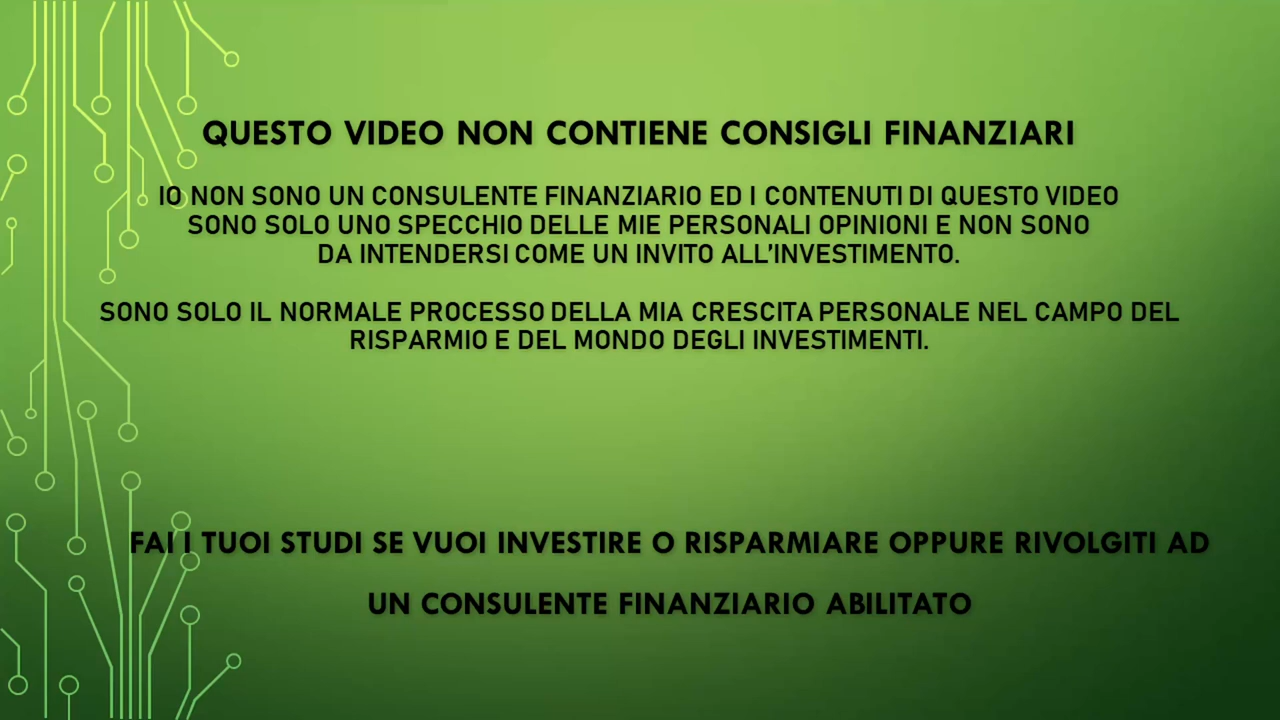 QUESTO VIDEO NON CONTIENE CONSIGLI FINANZIARI
IO NON SONO UN CONSULENTE FINANZIARIO ED I CONTENUTI DI QUESTO VIDEO
SONO SOLO UNO SPECCHIO DELLE MIE PERSONALI OPINIONI E NON SONO
DA INTENDERSI COME UN INVITO ALL'INVESTIMENTO.
SONO SOLO IL NORMALE PROCESSO DELLA MIA CRESCITA PERSONALE NEL CAMPO DEL
RISPARMIO E DEL MONDO DEGLI INVESTIMENTI.
FAI I TUOI STUDI SE VUOI INVESTIRE O RISPARMIARE OPPURE RIVOLGITI AD
UN CONSULENTE FINANZIARIO ABILITATO